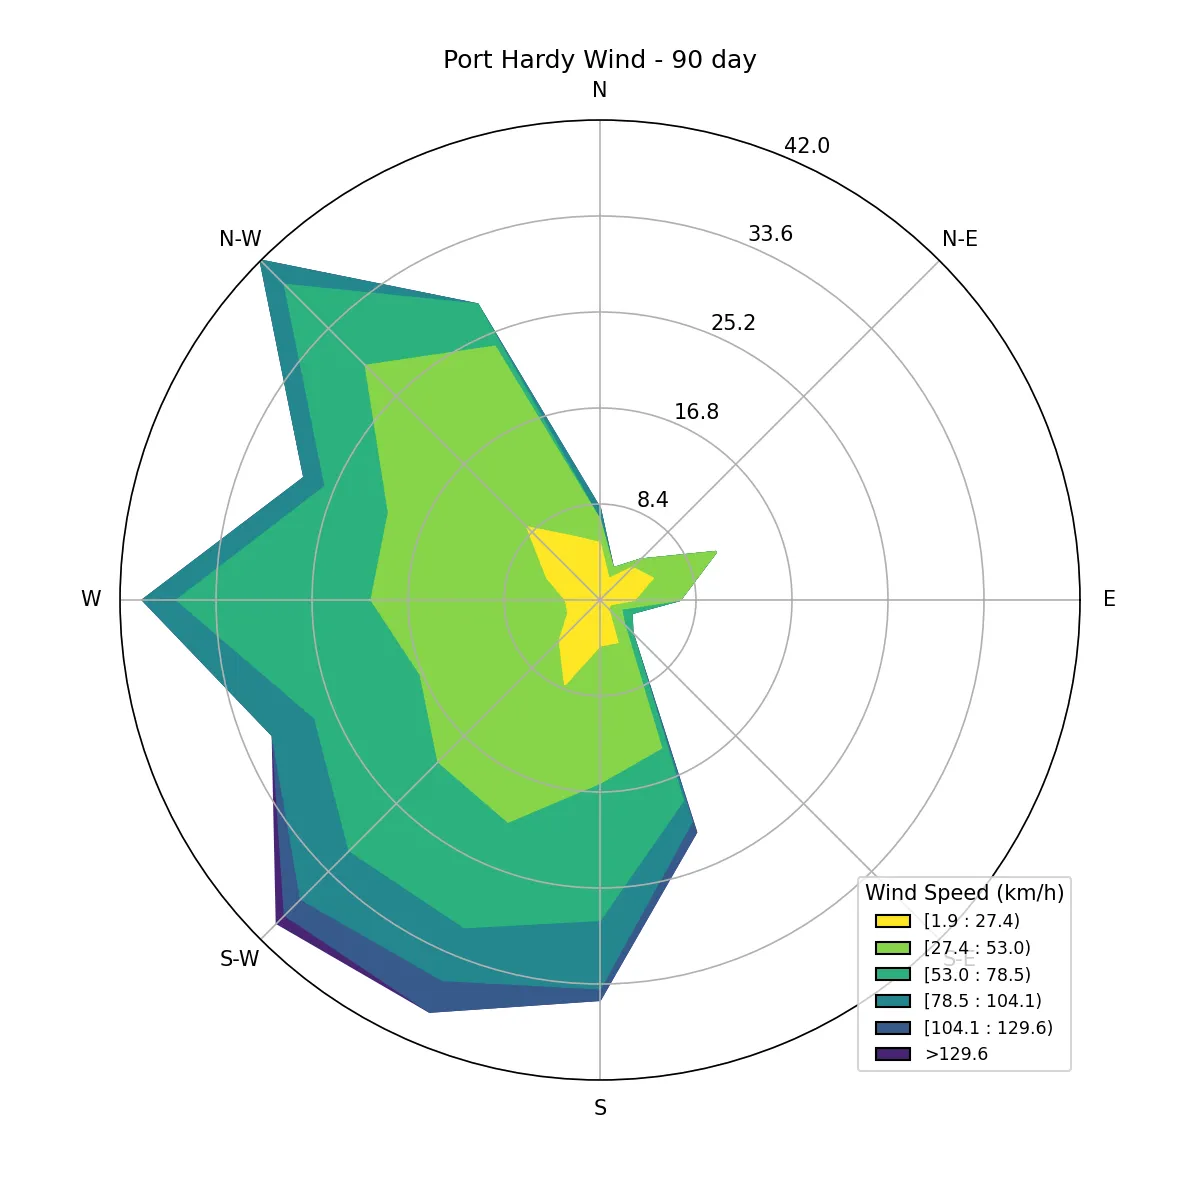 Port Hardy Wind - 90 day
N
42.0
33.6
N-W
N-E
25.2
16.8
8.4
W
E
Wind Speed (km/h)
[1.9 : 27.4)
[27.4 : 53.0)
S-W
S-E
[53.0 : 78.5)
[78.5 : 104.1)
[104.1 : 129.6)
>129.6
S